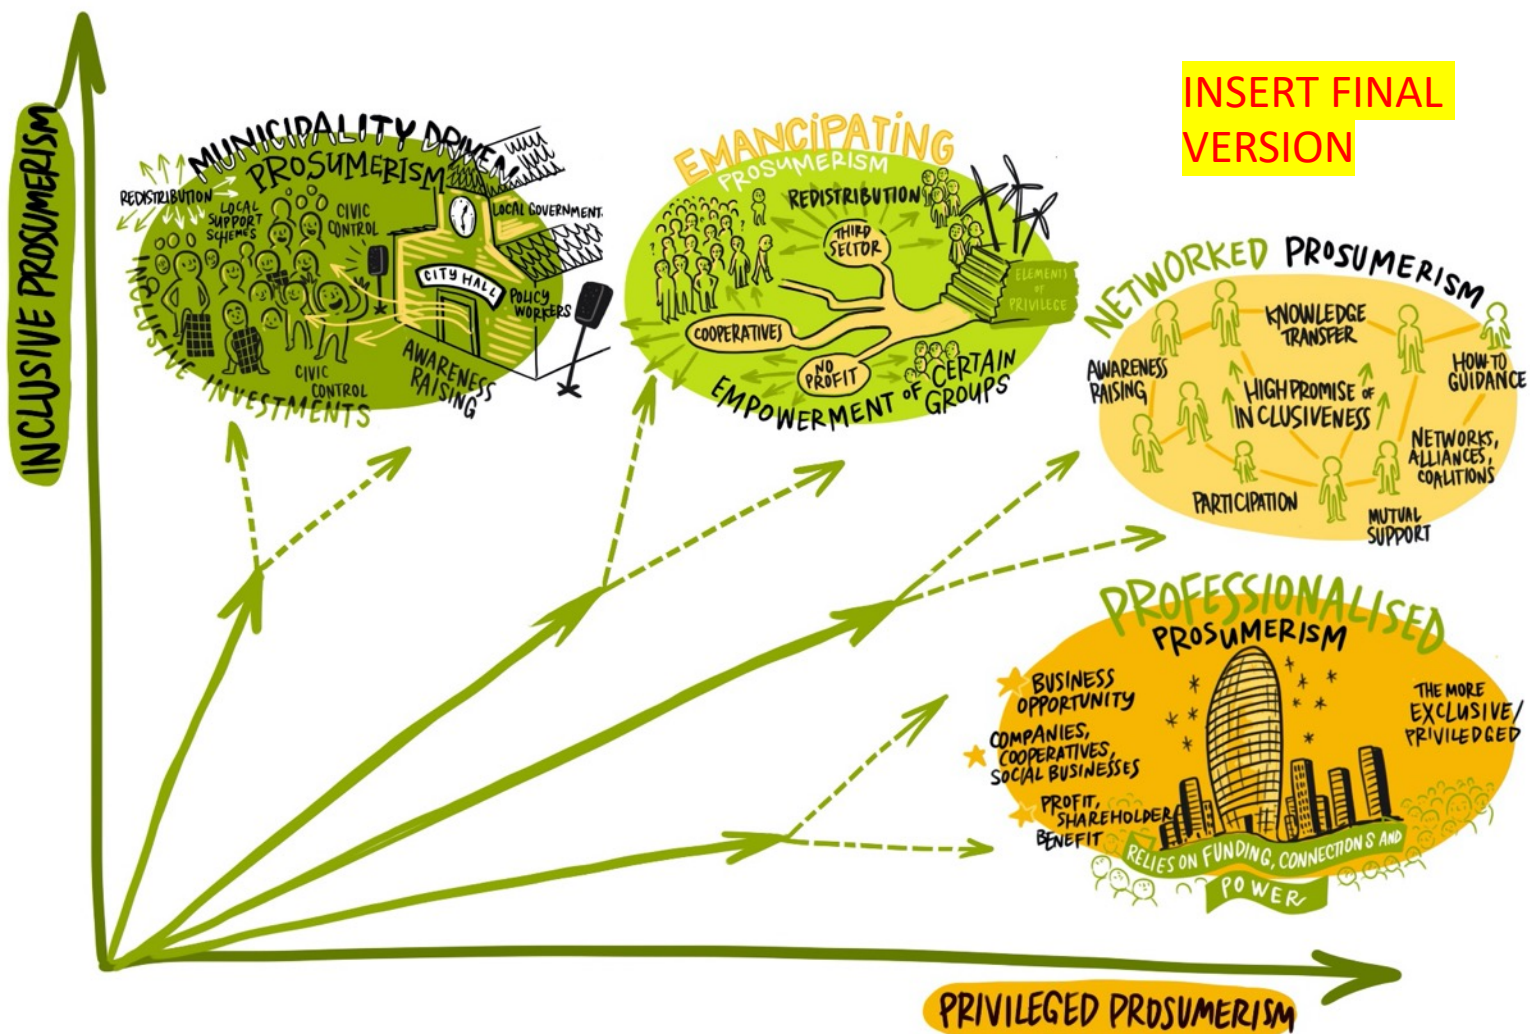 INSERT FINAL
VERSION
INCLUSIVE PROSUMERISM
MUNICIPALITY DRIVEN
PROSUMERISM
REDISTRIBUTION
LOCAL
SUPPORT
SCHEMES
CIVIC
CONTROL
LOCAL GOVERNMENT
CITY HALL
POLICY
WORKERS
CIVIC
CONTROL
AWARENESS
RAISING
INCLUSIVE INVESTMENTS
EMANCIPATING
PROSUMERISM
REDISTRIBUTION
THIRD
SECTOR
ELEMENTS
OF
PRIVILEGE
COOPERATIVES
NO
PROFIT
EMPOWERMENT OF CERTAIN
GROUPS
NETWORKED PROSUMERISM
KNOWLEDGE
TRANSFER
AWARENESS
RAISING
HOW TO
GUIDANCE
HIGH PROMISE OF
INCLUSIVENESS
NETWORKS,
ALLIANCES,
COALITIONS
PARTICIPATION
MUTUAL
SUPPORT
PROFESSIONALISED
PROSUMERISM
BUSINESS
OPPORTUNITY
COMPANIES,
COOPERATIVES,
SOCIAL BUSINESSES
PROFIT,
SHAREHOLDER
BENEFIT
THE MORE
EXCLUSIVE/
PRIVILEDGED
RELIES ON FUNDING, CONNECTIONS AND
POWER
PRIVILEGED PROSUMERISM